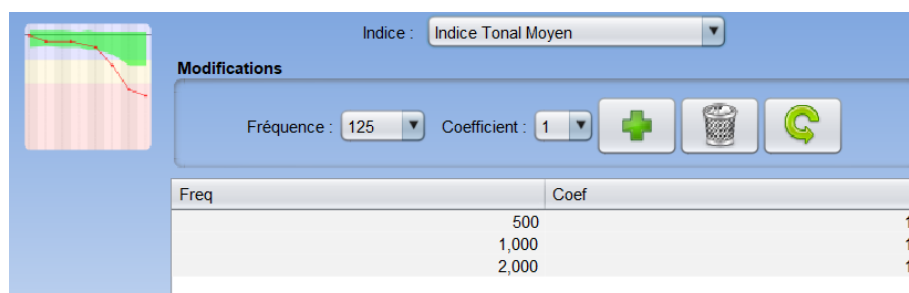 Indice : Indice Tonal Moyen
Modifications
Fréquence : 125 Coefficient : 1
Freq Coef
500 1
1,000 1
2,000 1